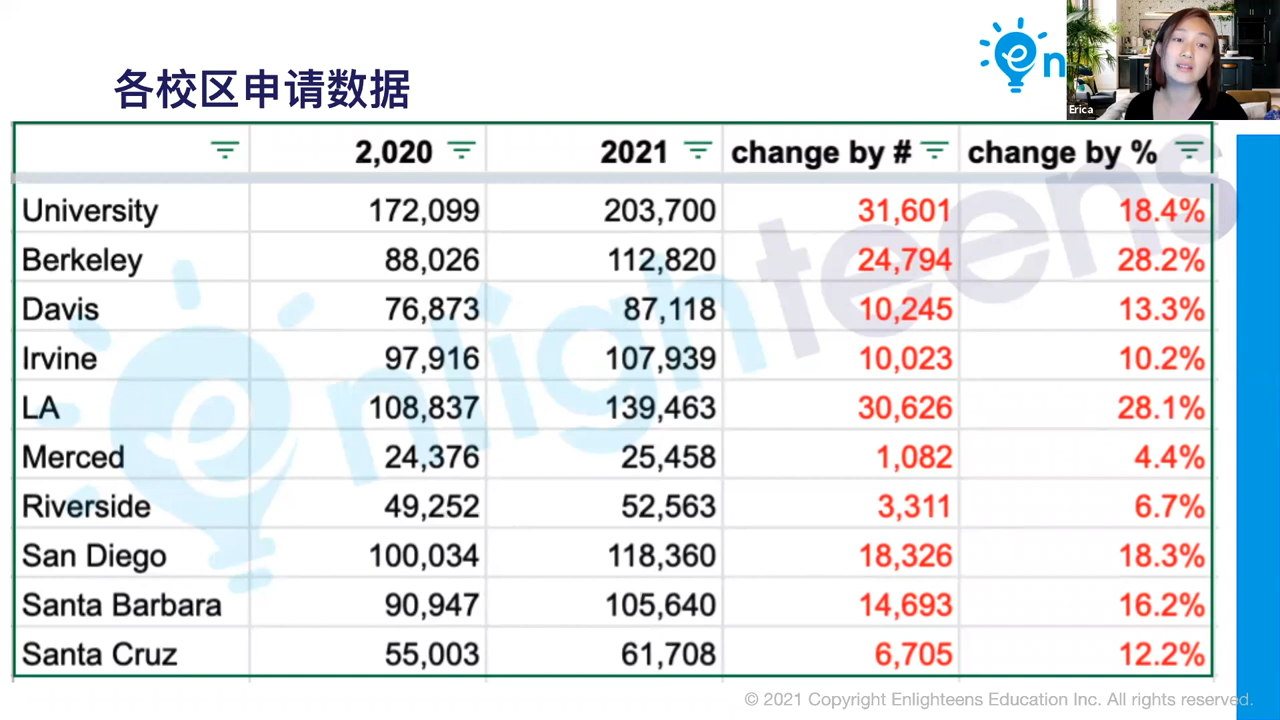 各校区申请数据
en
Erica
2,020 2021 change by # change by %
University 172,099 203,700 31,601 18.4%
Berkeley 88,026 112,820 24,794 28.2%
Davis 76,873 87,118 10,245 13.3%
Irvine 97,916 107,939 10,023 10.2%
LA 108,837 139,463 30,626 28.1%
Merced 24,376 25,458 1,082 4.4%
Riverside 49,252 52,563 3,311 6.7%
San Diego 100,034 118,360 18,326 18.3%
Santa Barbara 90,947 105,640 14,693 16.2%
Santa Cruz 55,003 61,708 6,705 12.2%
enlighteens
© 2021 Copyright Enlighteens Education Inc. All rights reserved.